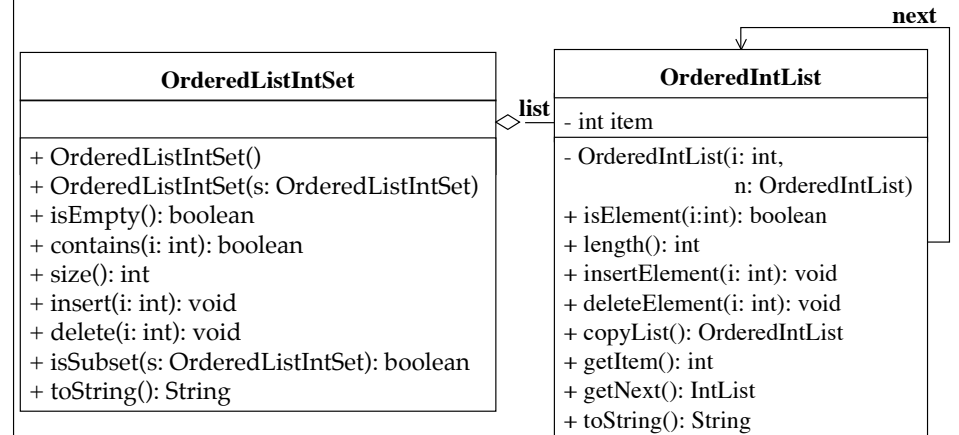 next
OrderedListIntSet
+ OrderedListIntSet()
+ OrderedListIntSet(s: OrderedListIntSet)
+ isEmpty(): boolean
+ contains(i: int): boolean
+ size(): int
+ insert(i: int): void
+ delete(i: int): void
+ isSubset(s: OrderedListIntSet): boolean
+ toString(): String
list
OrderedIntList
- int item
- OrderedIntList(i: int,
n: OrderedIntList)
+ isElement(i:int): boolean
+ length(): int
+ insertElement(i: int): void
+ deleteElement(i: int): void
+ copyList(): OrderedIntList
+ getItem(): int
+ getNext(): IntList
+ toString(): String